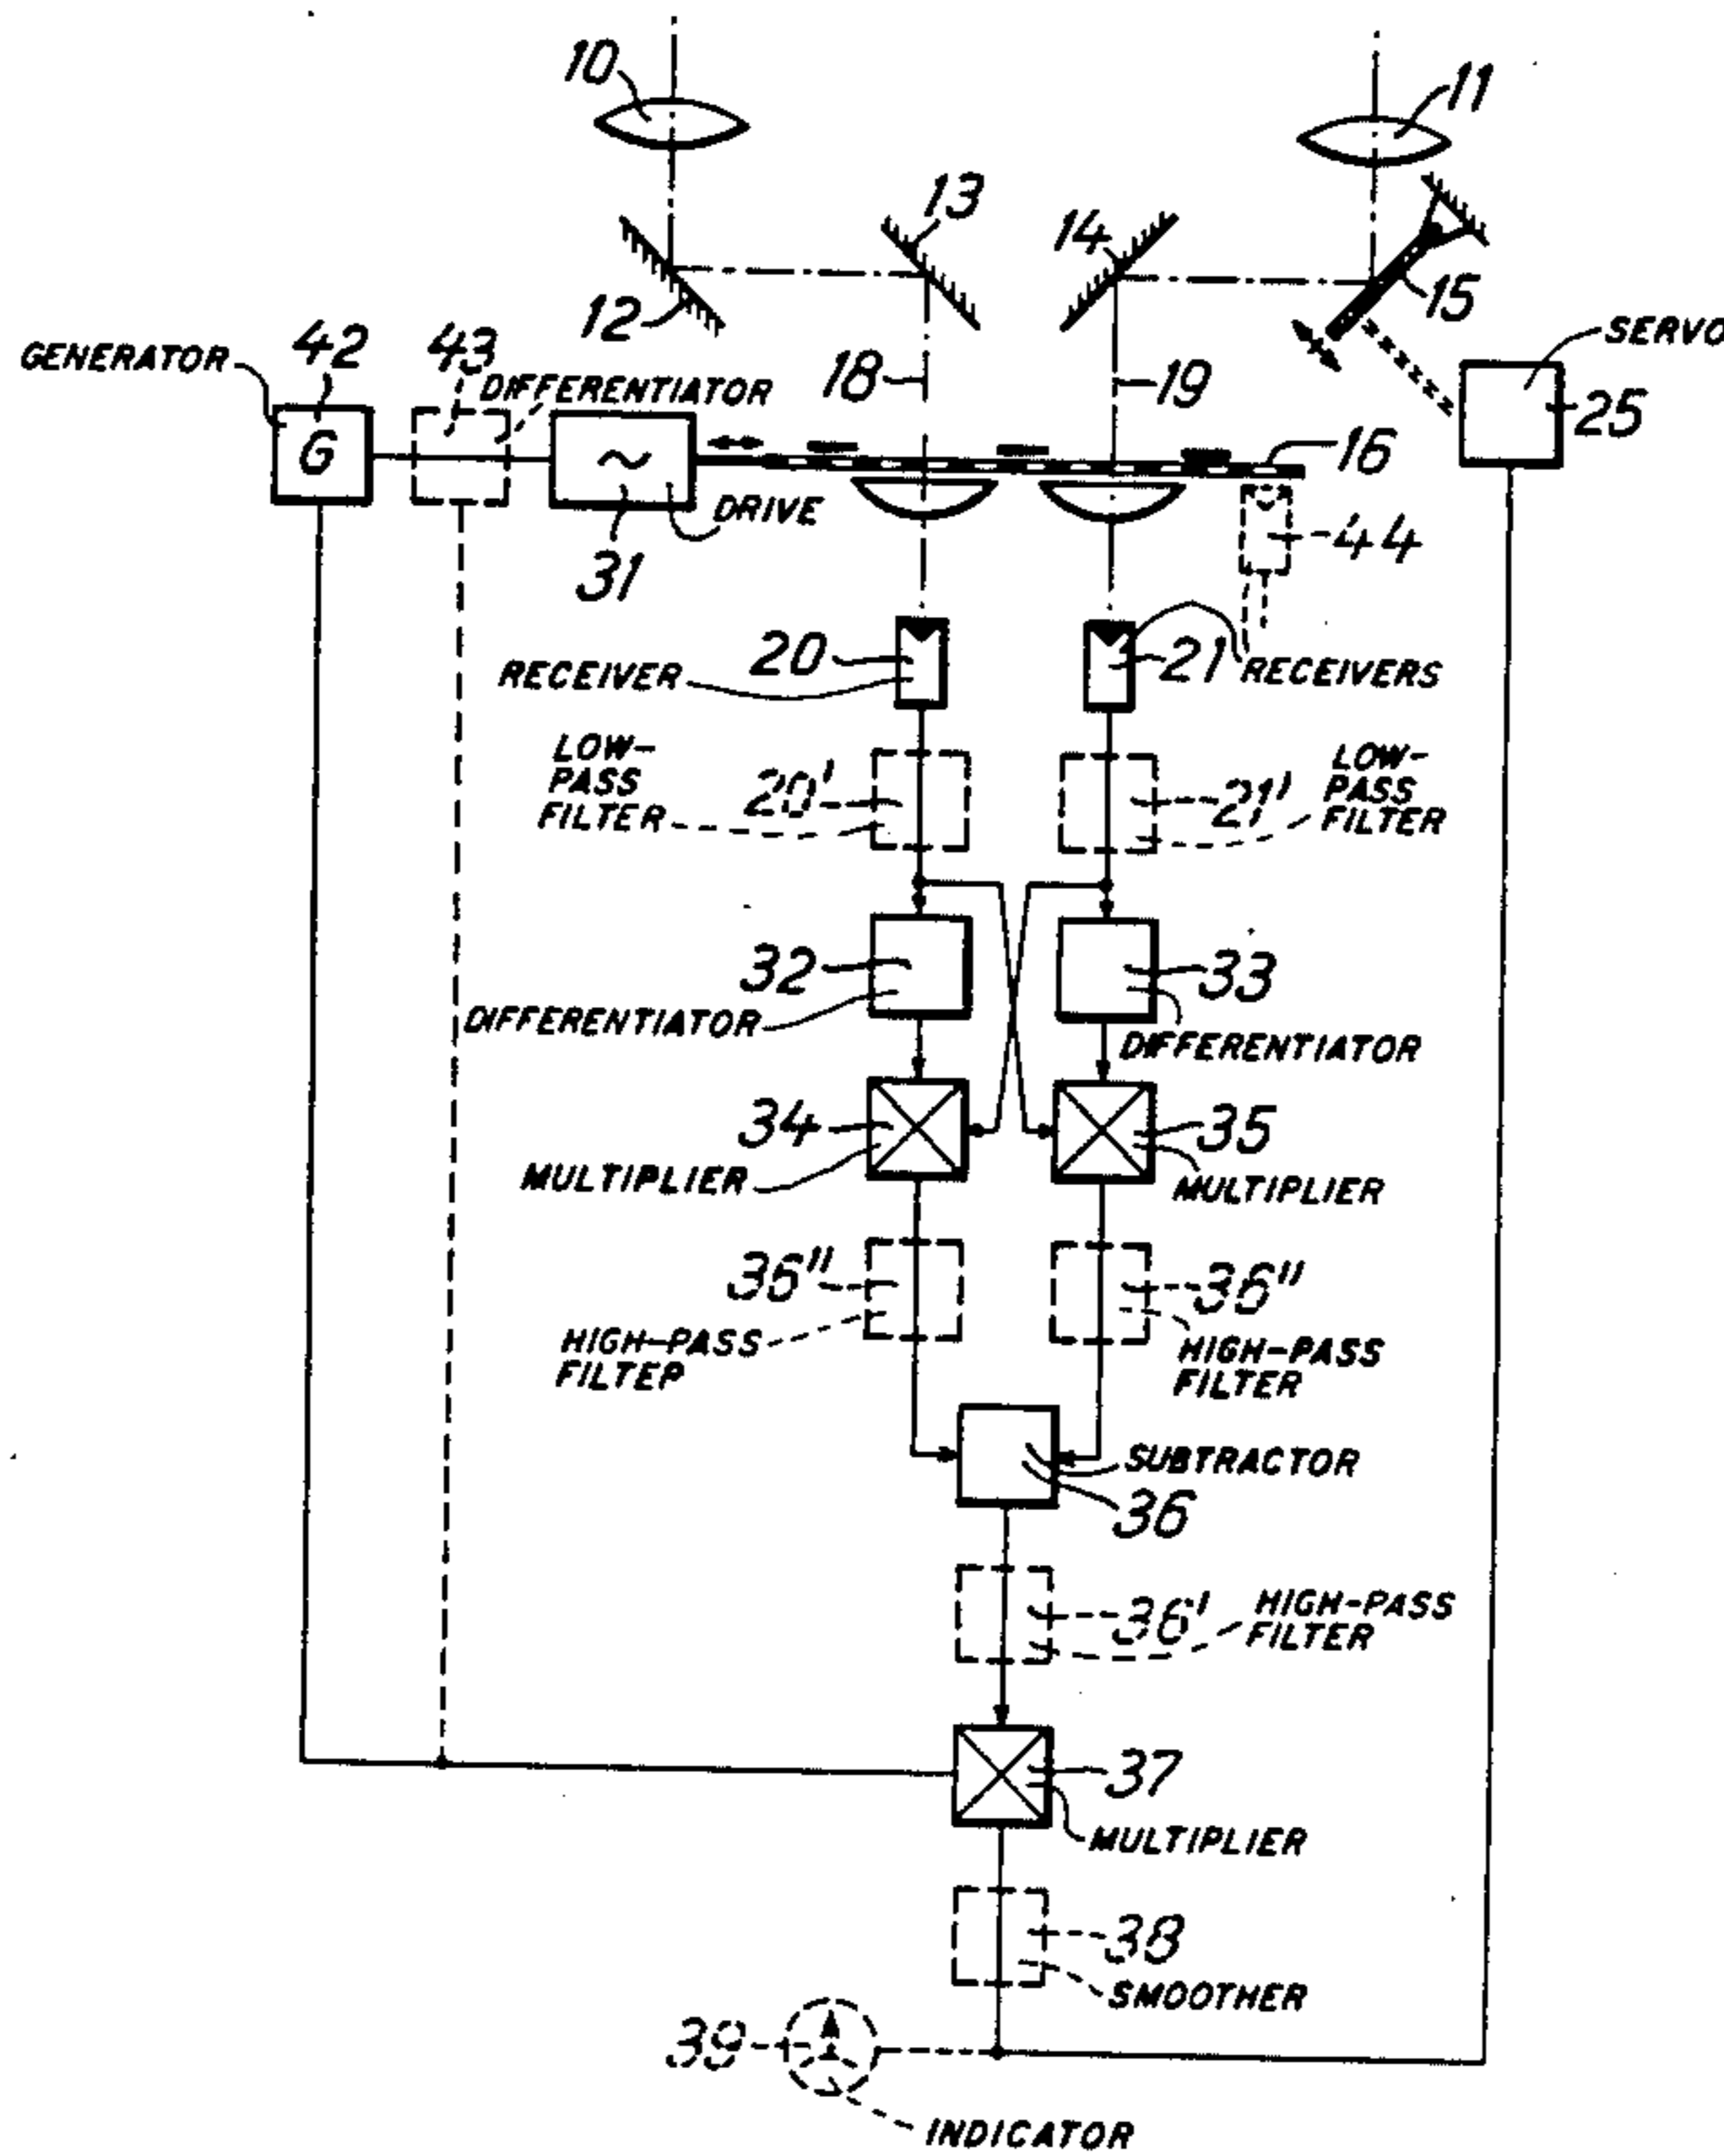 10
11
13
14
12
15
SERVO
GENERATOR
42
43
DIFFERENTIATOR
18
19
25
G
16
DRIVE
31
44
20
21
RECEIVER
RECEIVERS
LOW-
PASS
FILTER
20'
21'
LOW-
PASS
FILTER
32
33
DIFFERENTIATOR
DIFFERENTIATOR
34
35
MULTIPLIER
MULTIPLIER
36"
36"
HIGH-PASS
FILTER
HIGH-PASS
FILTER
SUBTRACTOR
36
36'
HIGH-PASS
FILTER
37
MULTIPLIER
38
SMOOTHER
39
INDICATOR